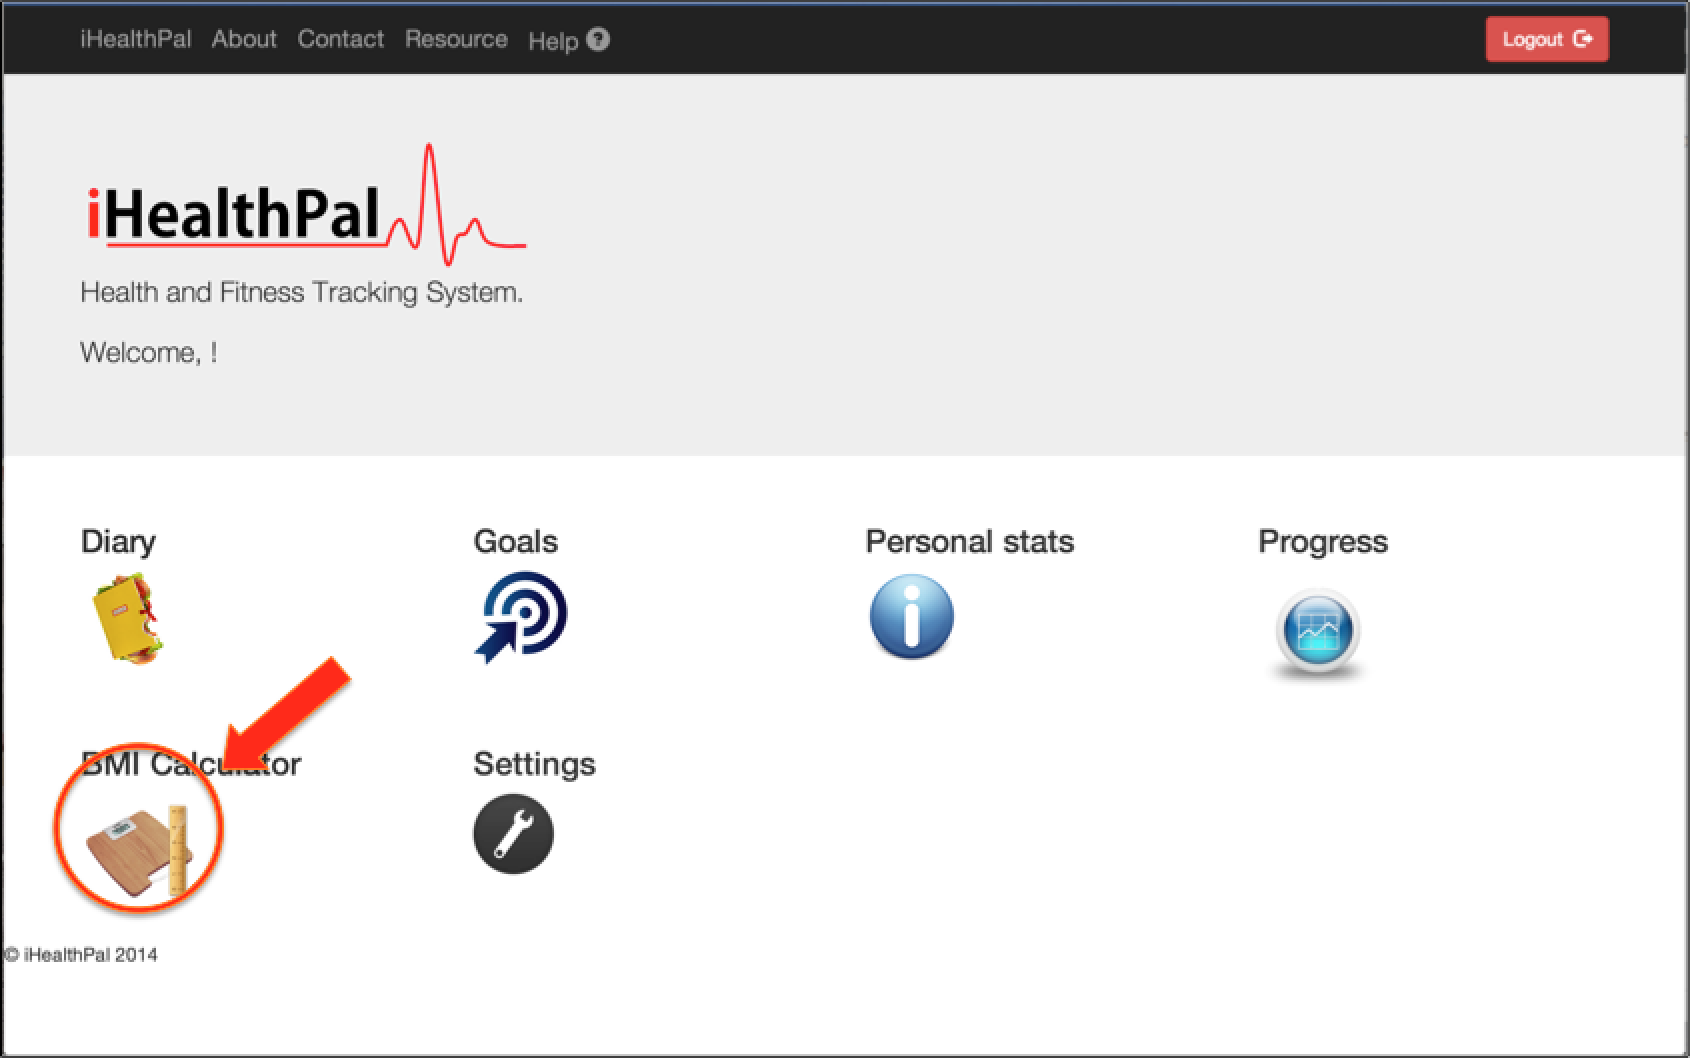 iHealthPal About Contact Resource Help ?
Logout
iHealthPal
Health and Fitness Tracking System.
Welcome, !
Diary
Goals
Personal stats
Progress
BMI Calculator
Settings
© iHealthPal 2014